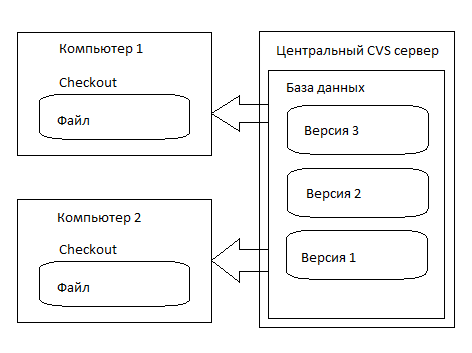 Компьютер 1
Checkout
Файл
Компьютер 2
Checkout
Файл
Центральный CVS сервер
База данных
Версия 3
Версия 2
Версия 1